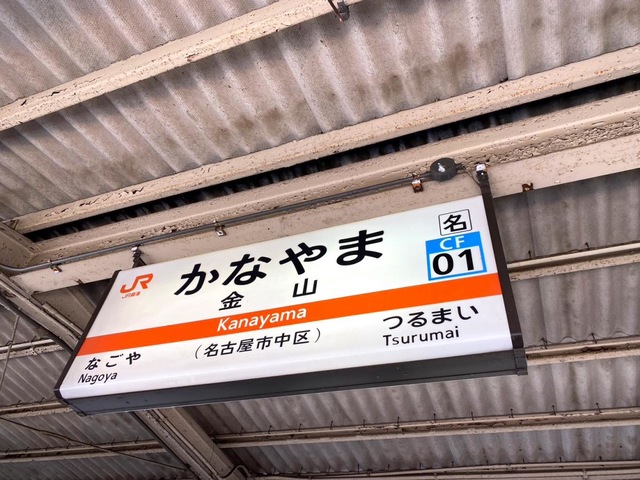 名
CF
01
JR東海
かなやま
金山
Kanayama
なごや
Nagoya
(名古屋市中区)
つるまい
Tsurumai